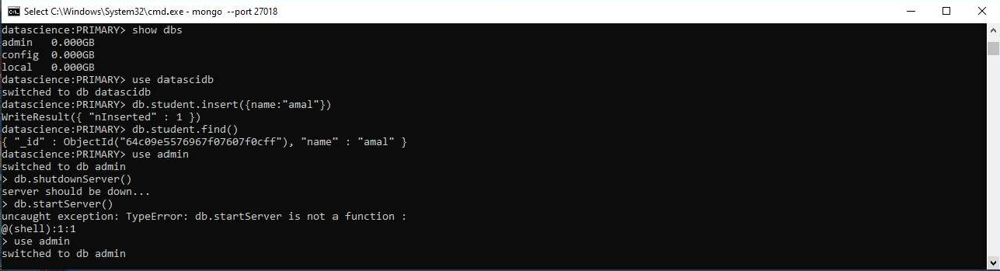 Select C:\Windows\System32\cmd.exe - mongo --port 27018
datascience:PRIMARY> show dbs
admin   0.000GB
config  0.000GB
local   0.000GB
datascience:PRIMARY> use datascidb
switched to db datascidb
datascience:PRIMARY> db.student.insert({name:"amal"})
WriteResult({ "nInserted" : 1 })
datascience:PRIMARY> db.student.find()
{ "_id" : ObjectId("64c09e5576967f07607f0cff"), "name" : "amal" }
datascience:PRIMARY> use admin
switched to db admin
> db.shutdownServer()
server should be down...
> db.startServer()
uncaught exception: TypeError: db.startServer is not a function :
@(shell):1:1
> use admin
switched to db admin